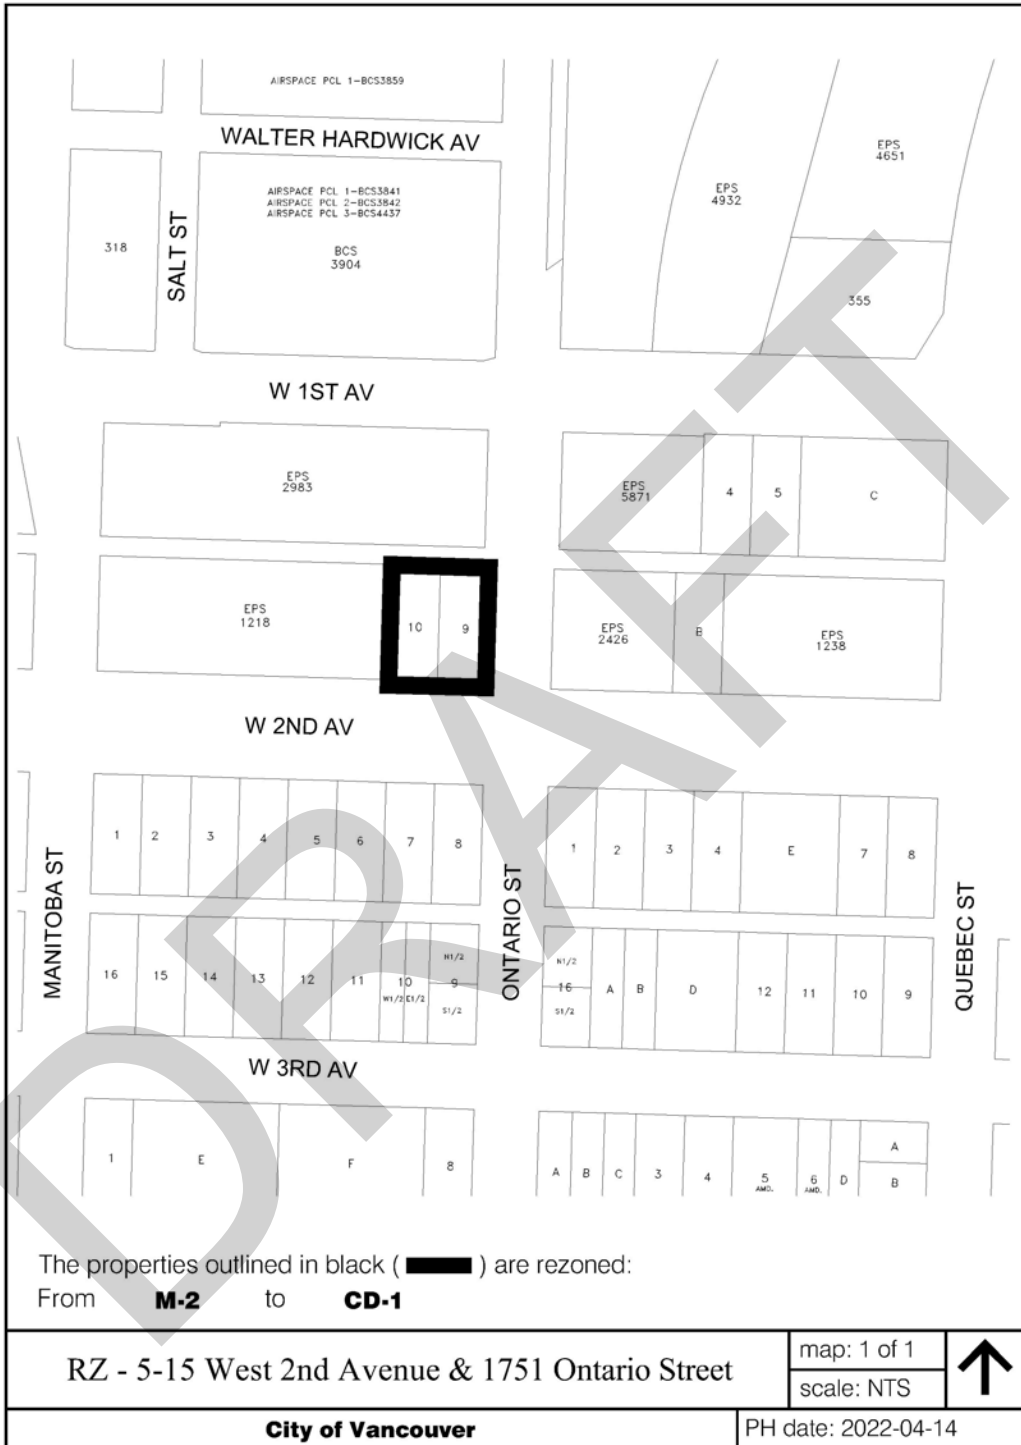 AIRSPACE PCL 1-BCS3859
WALTER HARDWICK AV
AIRSPACE PCL 1-BCS3841
AIRSPACE PCL 2-BCS3842
AIRSPACE PCL 3-BCS4437
BCS
3904
318
SALT ST
EPS
4932
EPS
4651
355
W 1ST AV
EPS
2983
EPS
5871
4
5
C
EPS
1218
10
9
EPS
2426
B
EPS
1238
W 2ND AV
1
2
3
4
5
6
7
8
1
2
3
4
E
7
8
MANITOBA ST
ONTARIO ST
QUEBEC ST
16
15
14
13
12
11
10
W1/2
E1/2
N1/2
9
S1/2
N1/2
16
S1/2
A
B
D
12
11
10
9
W 3RD AV
1
E
F
8
A
B
C
3
4
5
AMD.
6
AMD.
D
A
B
DRAFT
The properties outlined in black ( ) are rezoned:
From M-2 to CD-1
RZ - 5-15 West 2nd Avenue & 1751 Ontario Street
map: 1 of 1
scale: NTS
City of Vancouver
PH date: 2022-04-14